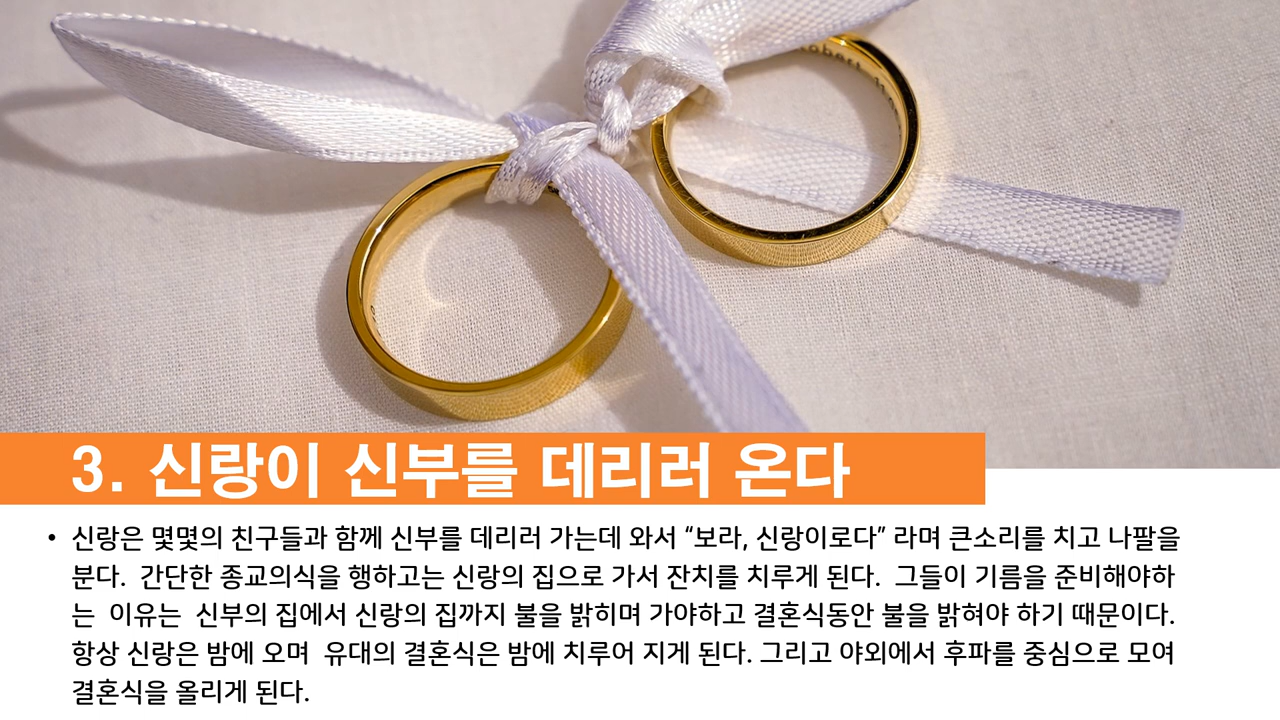 3. 신랑이 신부를 데리러 온다
• 신랑은 몇몇의 친구들과 함께 신부를 데리러 가는데 와서 “보라, 신랑이로다” 라며 큰소리를 치고 나팔을
분다. 간단한 종교의식을 행하고는 신랑의 집으로 가서 잔치를 치루게 된다. 그들이 기름을 준비해야하
는 이유는 신부의 집에서 신랑의 집까지 불을 밝히며 가야하고 결혼식동안 불을 밝혀야 하기 때문이다.
항상 신랑은 밤에 오며 유대의 결혼식은 밤에 치루어 지게 된다. 그리고 야외에서 후파를 중심으로 모여
결혼식을 올리게 된다.